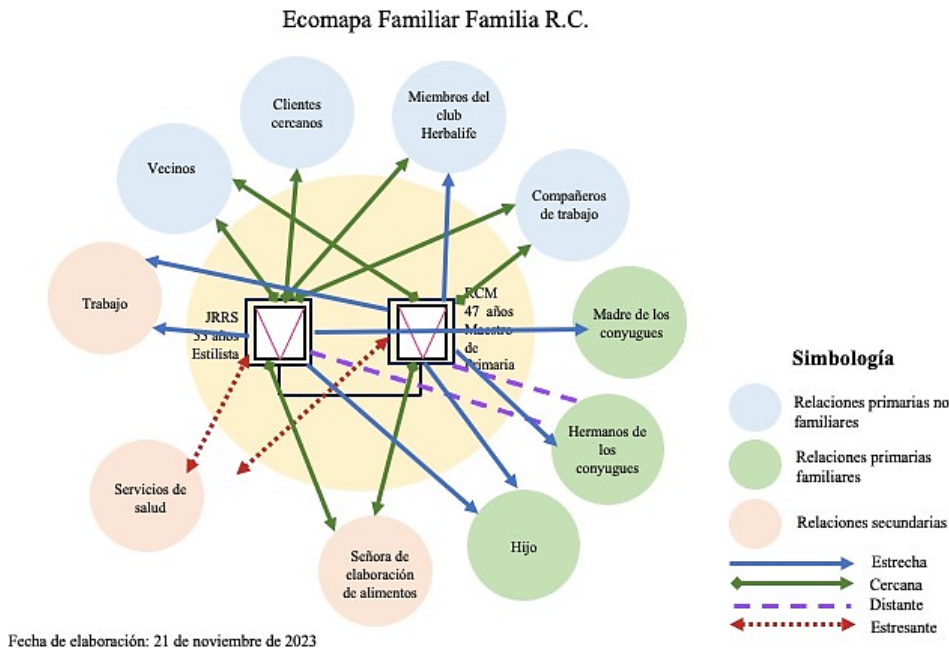 Ecomapa Familiar Familia R.C.
Clientes
cercanos
Miembros del
club
Herbalife
Vecinos
Compañeros
de trabajo
Trabajo
JRRS
55 años
Estilista
RCM
47 años
Maestro
de
Primaria
Madre de los
conyugues
Hermanos de
los
conyugues
Servicios de
salud
Señora de
elaboración
de alimentos
Hijo
Simbología
Relaciones primarias no
familiares
Relaciones primarias
familiares
Relaciones secundarias
Estrecha
Cercana
Distante
Estresante
Fecha de elaboración: 21 de noviembre de 2023